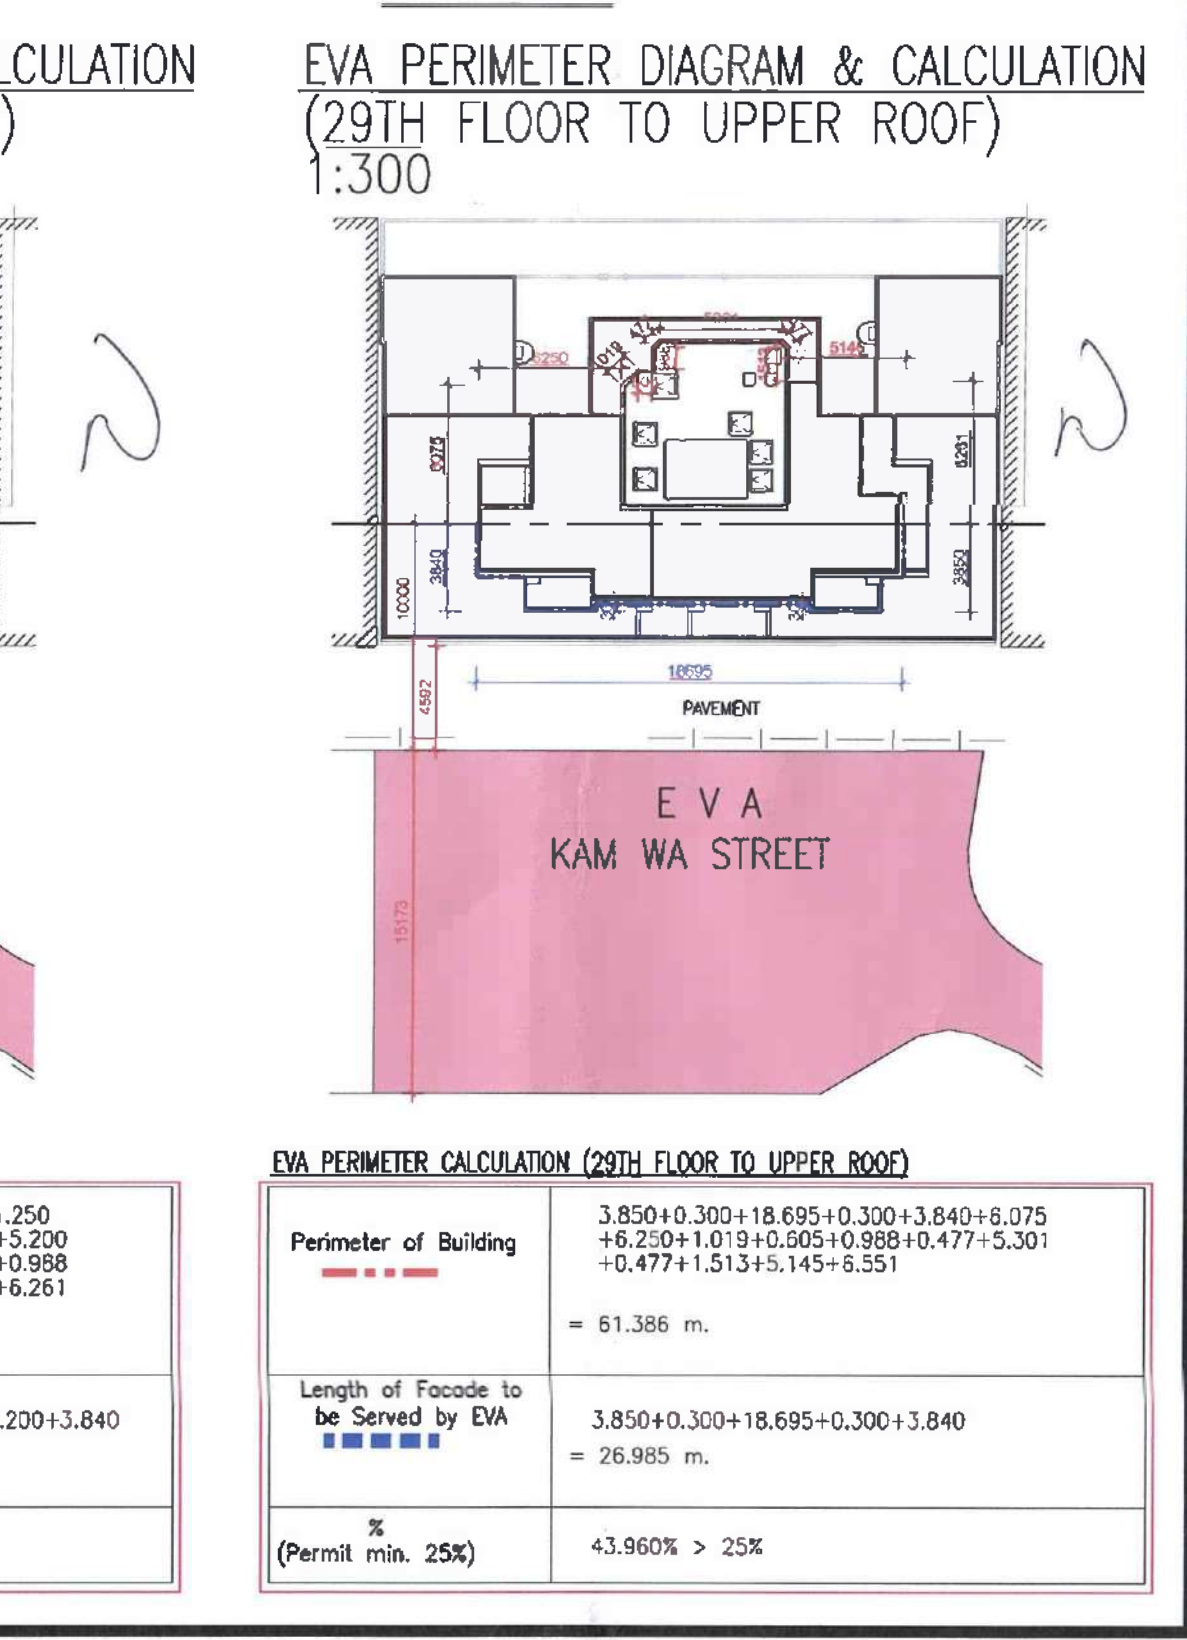 LCULATION
)
EVA PERIMETER DIAGRAM & CALCULATION
(29TH FLOOR TO UPPER ROOF)
1:300
5301
477
1019
6250
5145
1513
6075
6261
3840
3850
10000
18695
4592
PAVEMENT
E V A
KAM WA STREET
15173
EVA PERIMETER CALCULATION (29TH FLOOR TO UPPER ROOF)
.250
+5.200
+0.988
+6.261
.200+3.840
Perimeter of Building
3.850+0.300+18.695+0.300+3.840+6.075
+6.250+1.019+0.605+0.988+0.477+5.301
+0.477+1.513+5.145+6.551
= 61.386 m.
Length of Facade to
be Served by EVA
3.850+0.300+18.695+0.300+3.840
= 26.985 m.
%
(Permit min. 25%)
43.960% > 25%